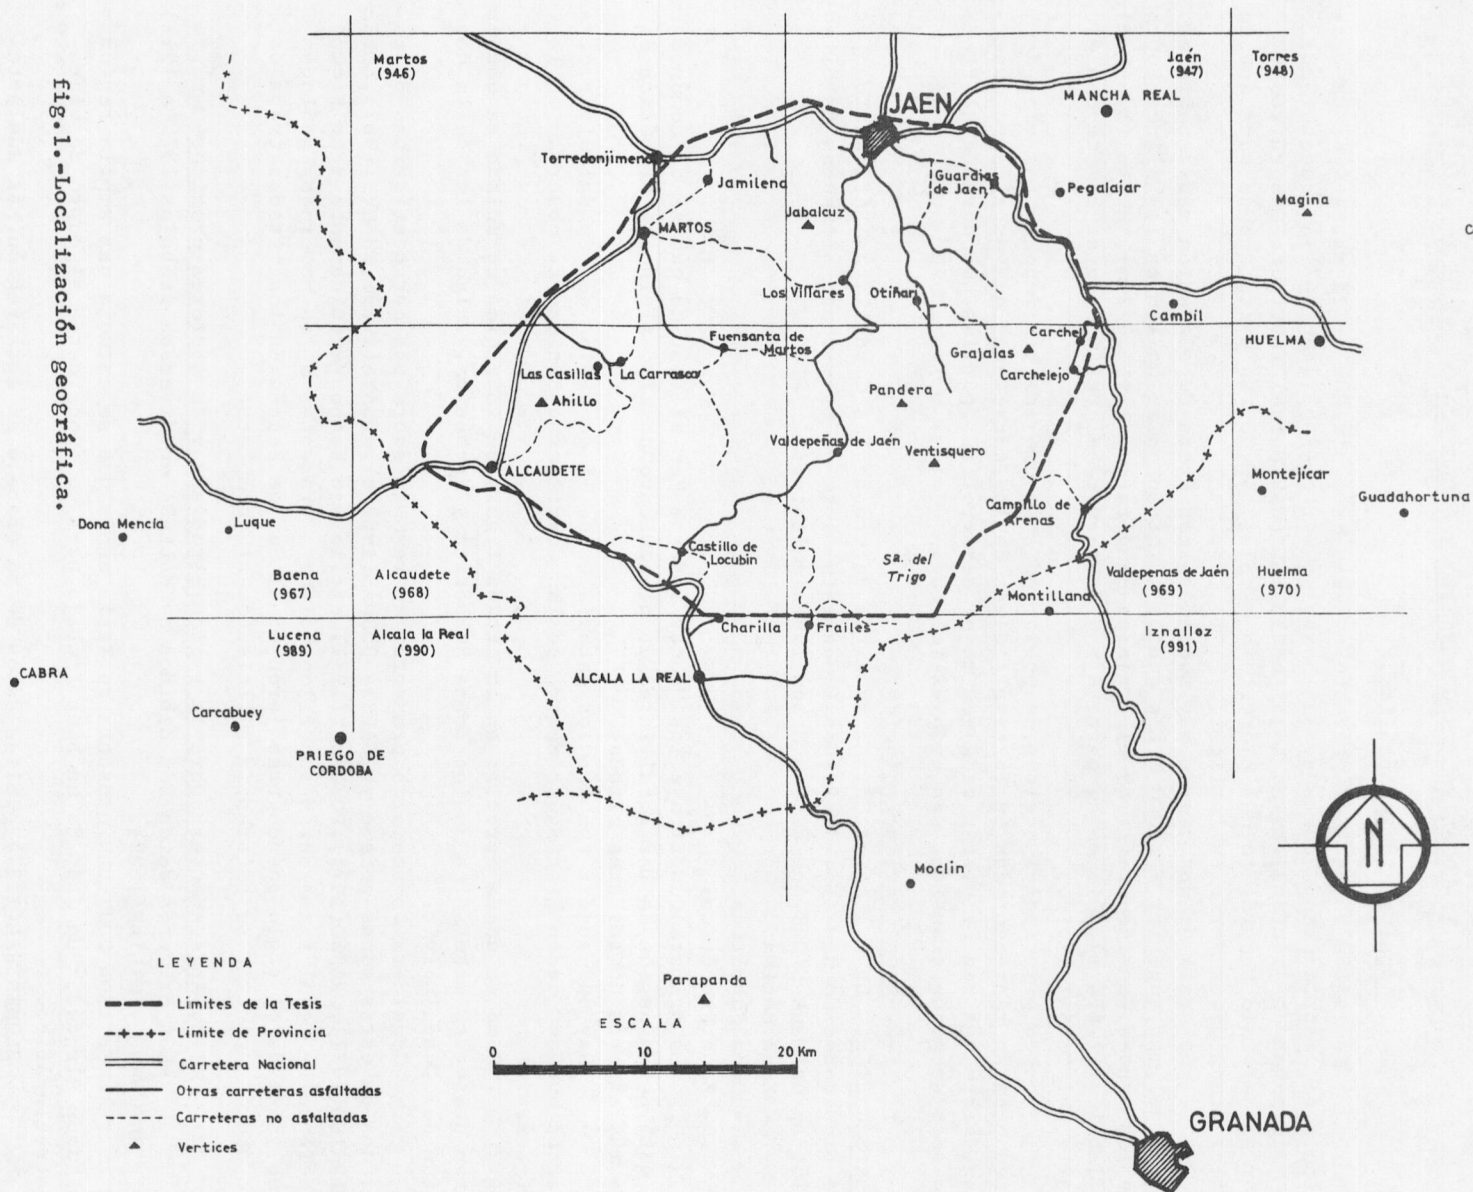 fig.1.-Localización geográfica.
Martos
(946)
Jaén
(947)
Torres
(948)
MANCHA REAL
JAEN
Torredonjimeno
Jamilena
Guardias
de Jaen
Pegalajar
Magina
Jabalcuz
MARTOS
Los Villares
Otiñar
Cambil
Fuensanta de
Martos
Carchel
Grajalas
HUELMA
Las Casillas
La Carrasca
Carchelejo
Ahillo
Pandera
Valdepeñas de Jaén
Ventisquero
ALCAUDETE
Montejícar
Guadahortuna
Campillo de
Arenas
Dona Mencía
Luque
Castillo de
Locubin
Sª. del
Trigo
Baena
(967)
Alcaudete
(968)
Valdepenas de Jaén
(969)
Huelma
(970)
Montillana
Lucena
(989)
Alcala la Real
(990)
Charilla
Frailes
Iznalloz
(991)
CABRA
ALCALA LA REAL
Carcabuey
PRIEGO DE
CORDOBA
N
Moclin
LEYENDA
Limites de la Tesis
Limite de Provincia
Carretera Nacional
Otras carreteras asfaltadas
Carreteras no asfaltadas
Vertices
Parapanda
ESCALA
0 10 20 Km
GRANADA